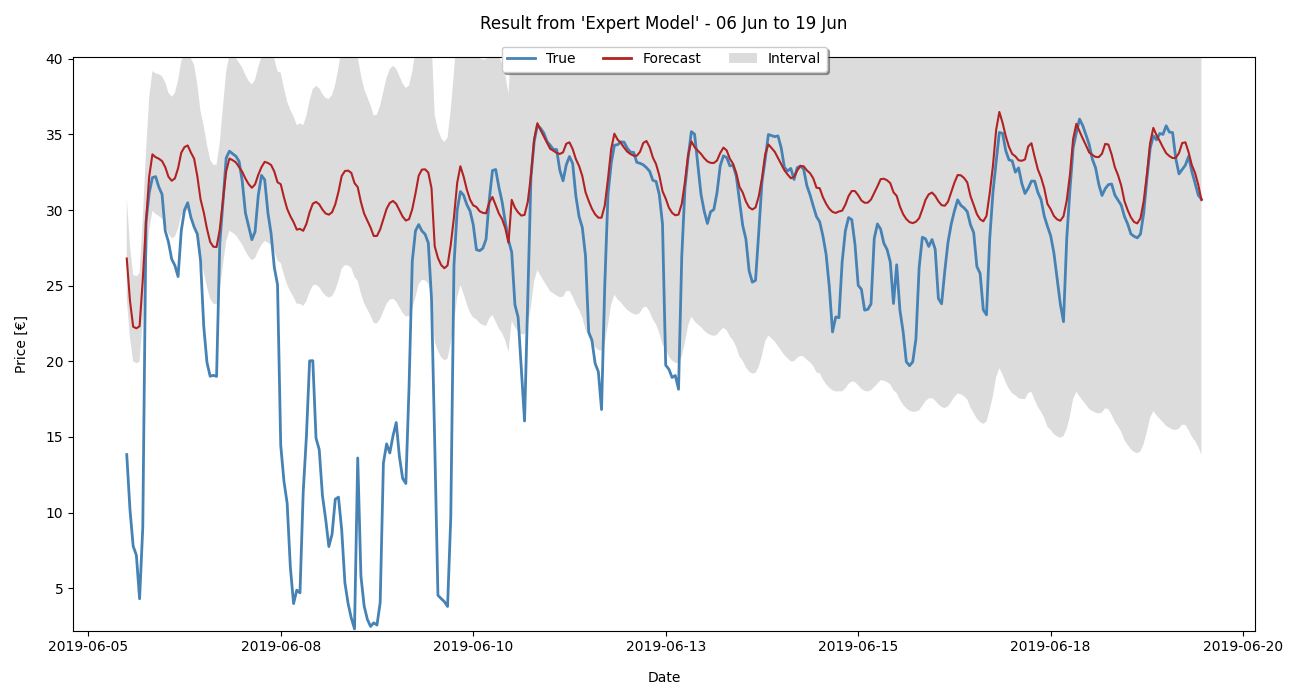 Result from 'Expert Model' - 06 Jun to 19 Jun
True Forecast Interval
40
35
30
25
20
15
10
5
Price [€]
2019-06-05 2019-06-08 2019-06-10 2019-06-13 2019-06-15 2019-06-18 2019-06-20
Date